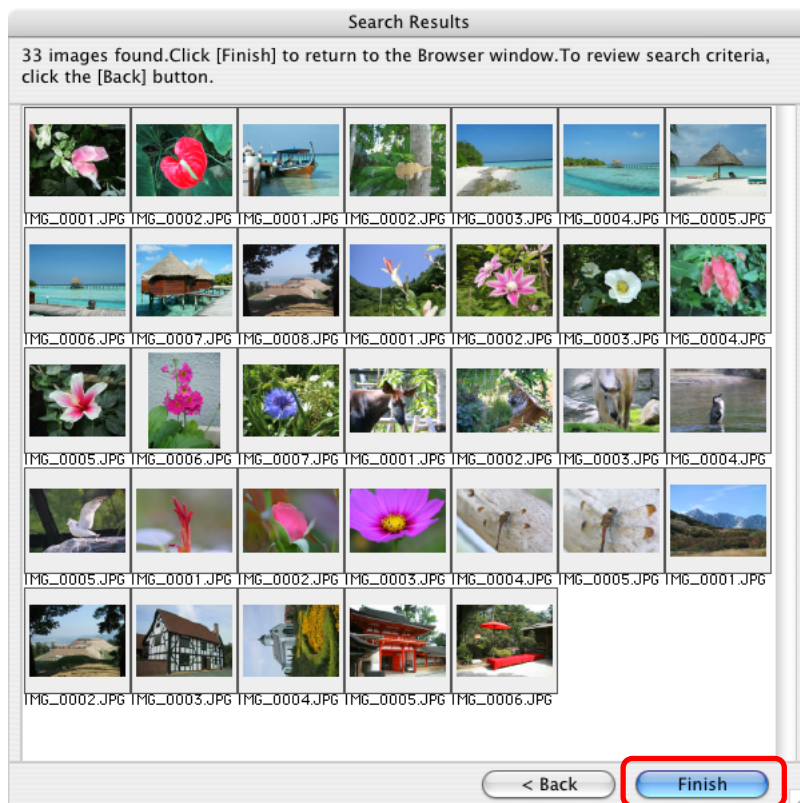 Search Results
33 images found.Click [Finish] to return to the Browser window.To review search criteria,
click the [Back] button.
IMG_0001.JPG IMG_0002.JPG IMG_0001.JPG IMG_0002.JPG IMG_0003.JPG IMG_0004.JPG IMG_0005.JPG
IMG_0006.JPG IMG_0007.JPG IMG_0008.JPG IMG_0001.JPG IMG_0002.JPG IMG_0003.JPG IMG_0004.JPG
IMG_0005.JPG IMG_0006.JPG IMG_0007.JPG IMG_0001.JPG IMG_0002.JPG IMG_0003.JPG IMG_0004.JPG
IMG_0005.JPG IMG_0001.JPG IMG_0002.JPG IMG_0003.JPG IMG_0004.JPG IMG_0005.JPG IMG_0001.JPG
IMG_0002.JPG IMG_0003.JPG IMG_0004.JPG IMG_0005.JPG IMG_0006.JPG
< Back Finish